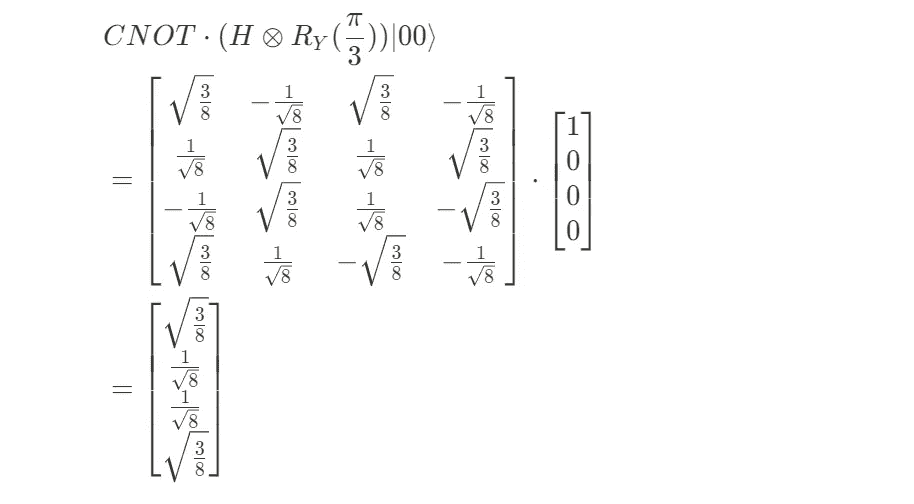 CNOT · (H ⊗ R_Y(π/3))|00⟩
= [√(3/8) −1/√8 √(3/8) −1/√8
1/√8 √(3/8) 1/√8 √(3/8)
−1/√8 √(3/8) 1/√8 −√(3/8)
√(3/8) 1/√8 −√(3/8) −1/√8] · [1 0 0 0]
= [√(3/8)
1/√8
1/√8
√(3/8)]